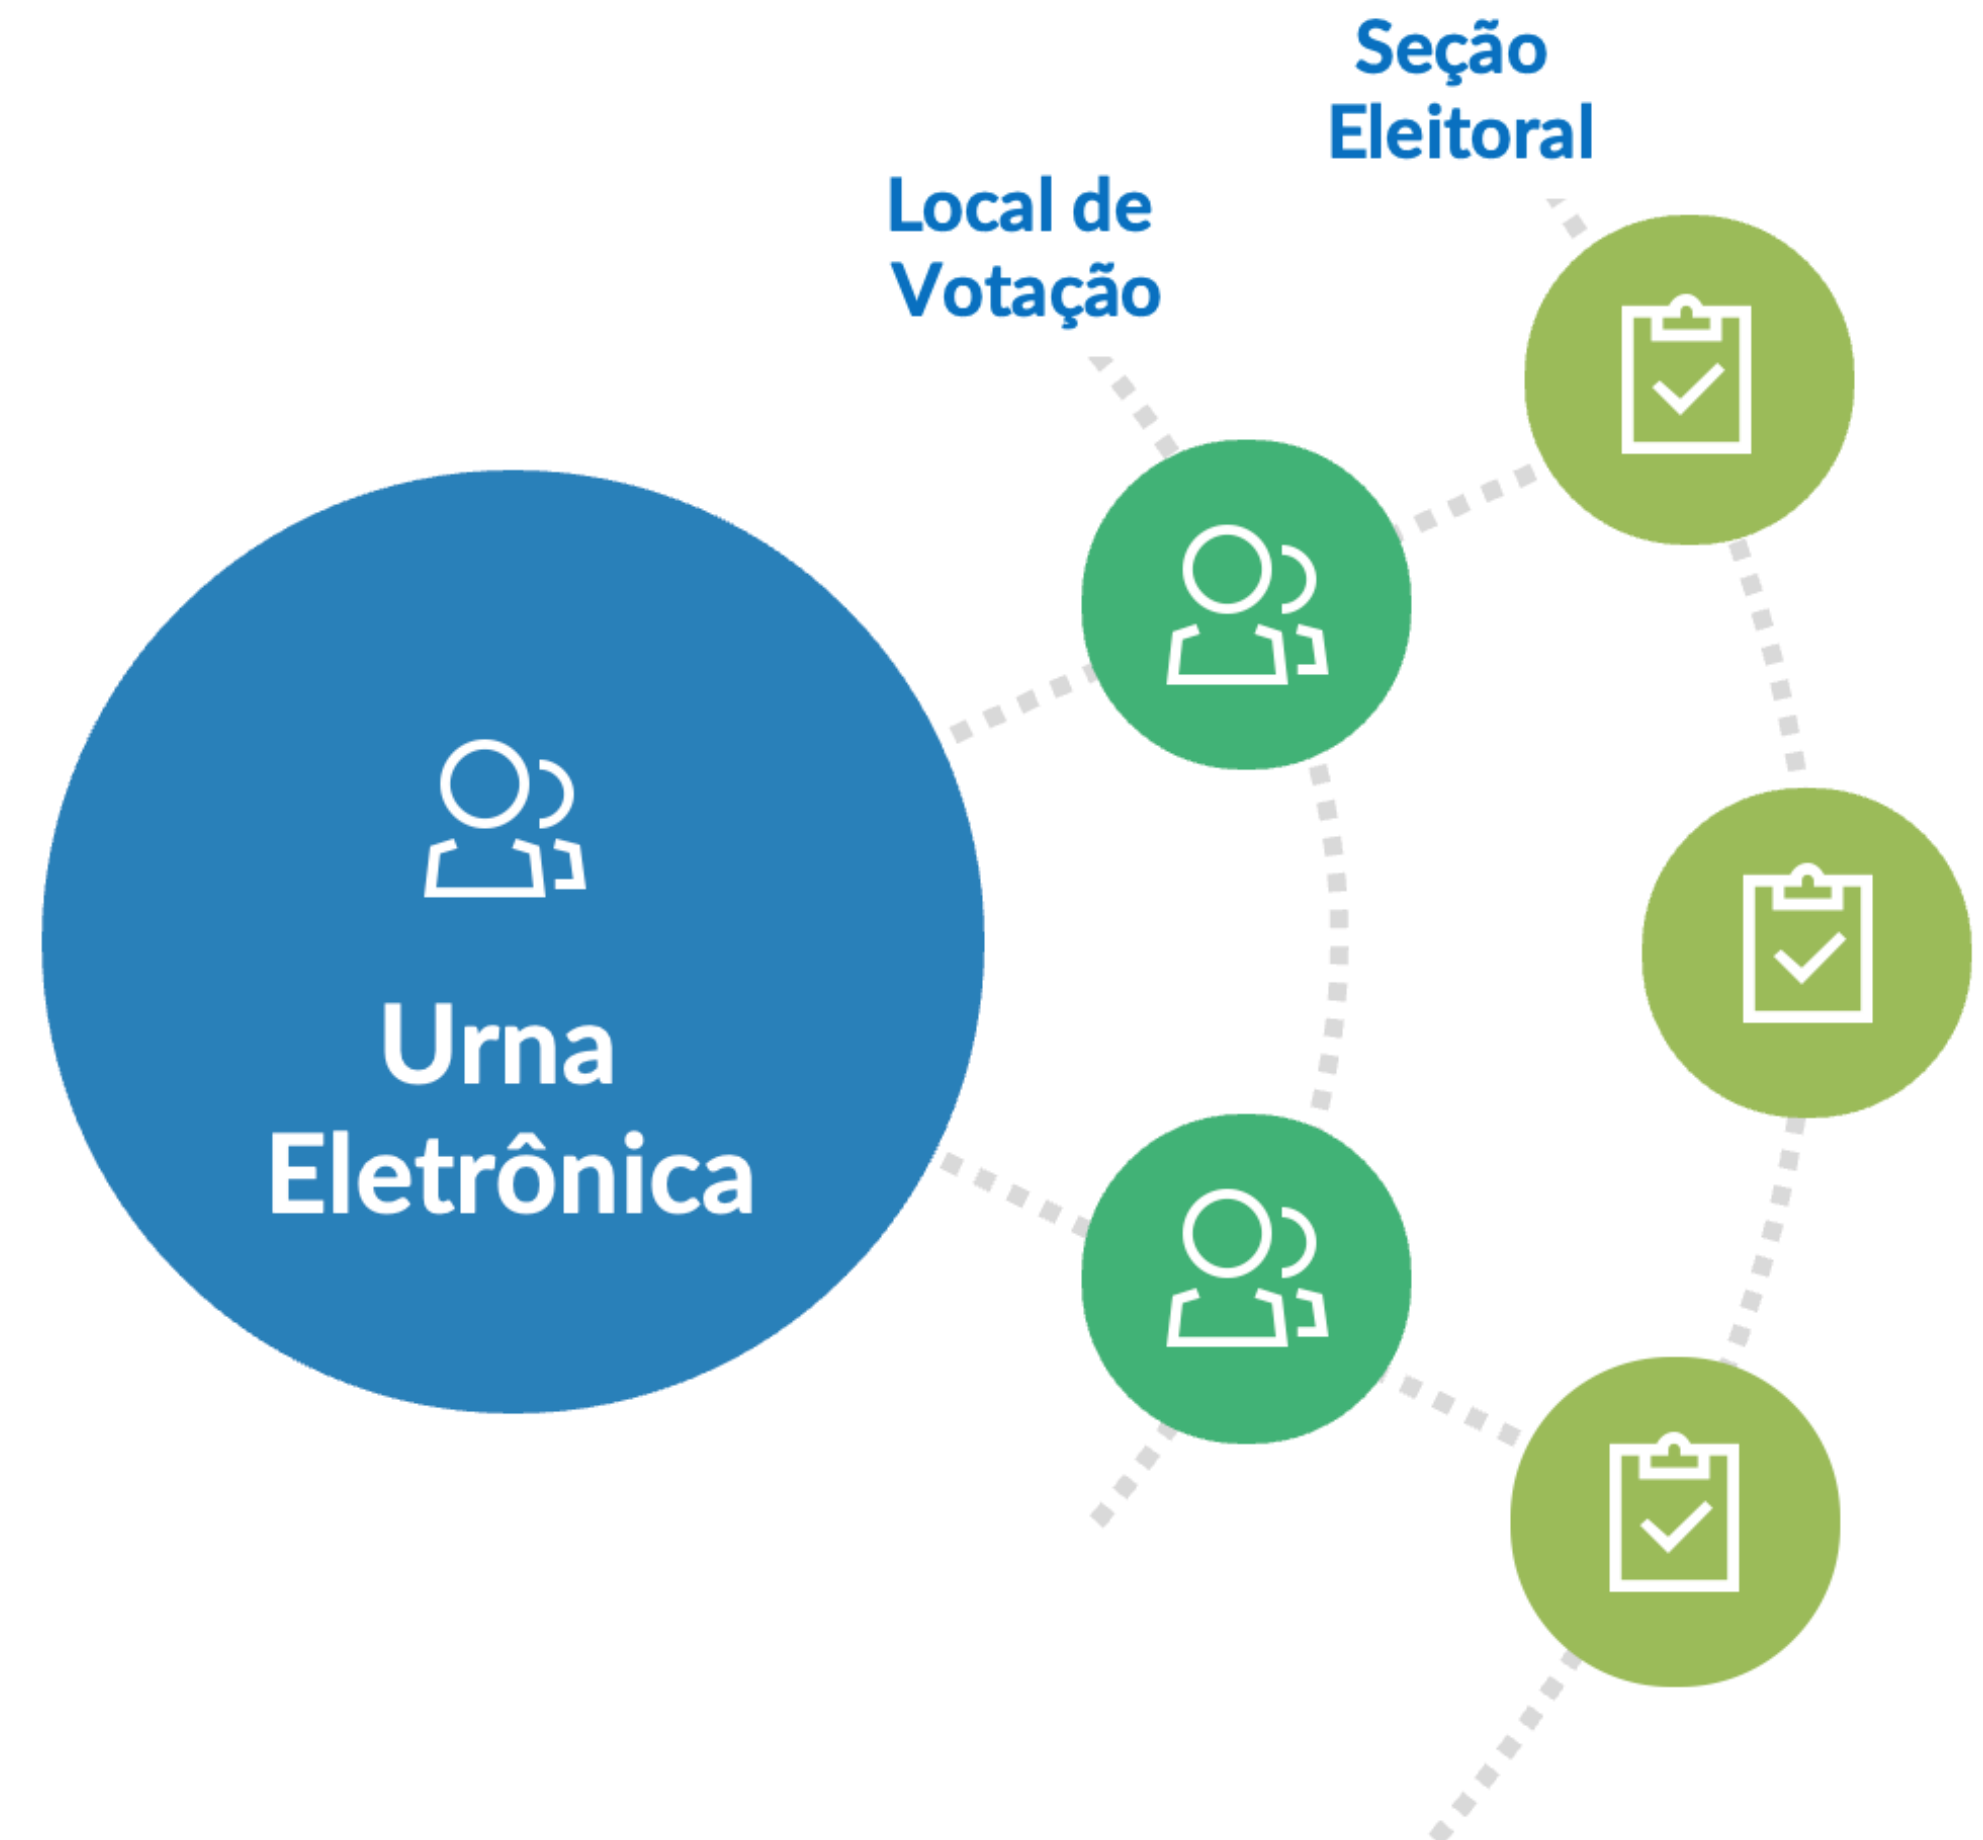 Seção
Eleitoral
Local de
Votação
Urna
Eletrônica